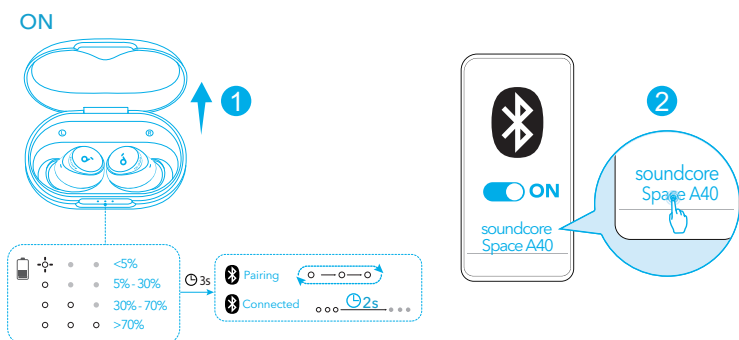 ON
1
L
R
<5%
5% - 30%
30% - 70%
>70%
3s
Pairing
Connected
2s
ON
soundcore
Space A40
2
soundcore
Space A40